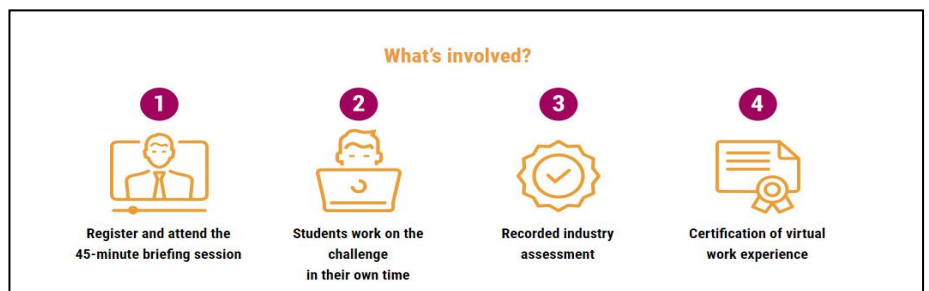 What's involved?
1
2
3
4
Register and attend the
45-minute briefing session
Students work on the
challenge
in their own time
Recorded industry
assessment
Certification of virtual
work experience